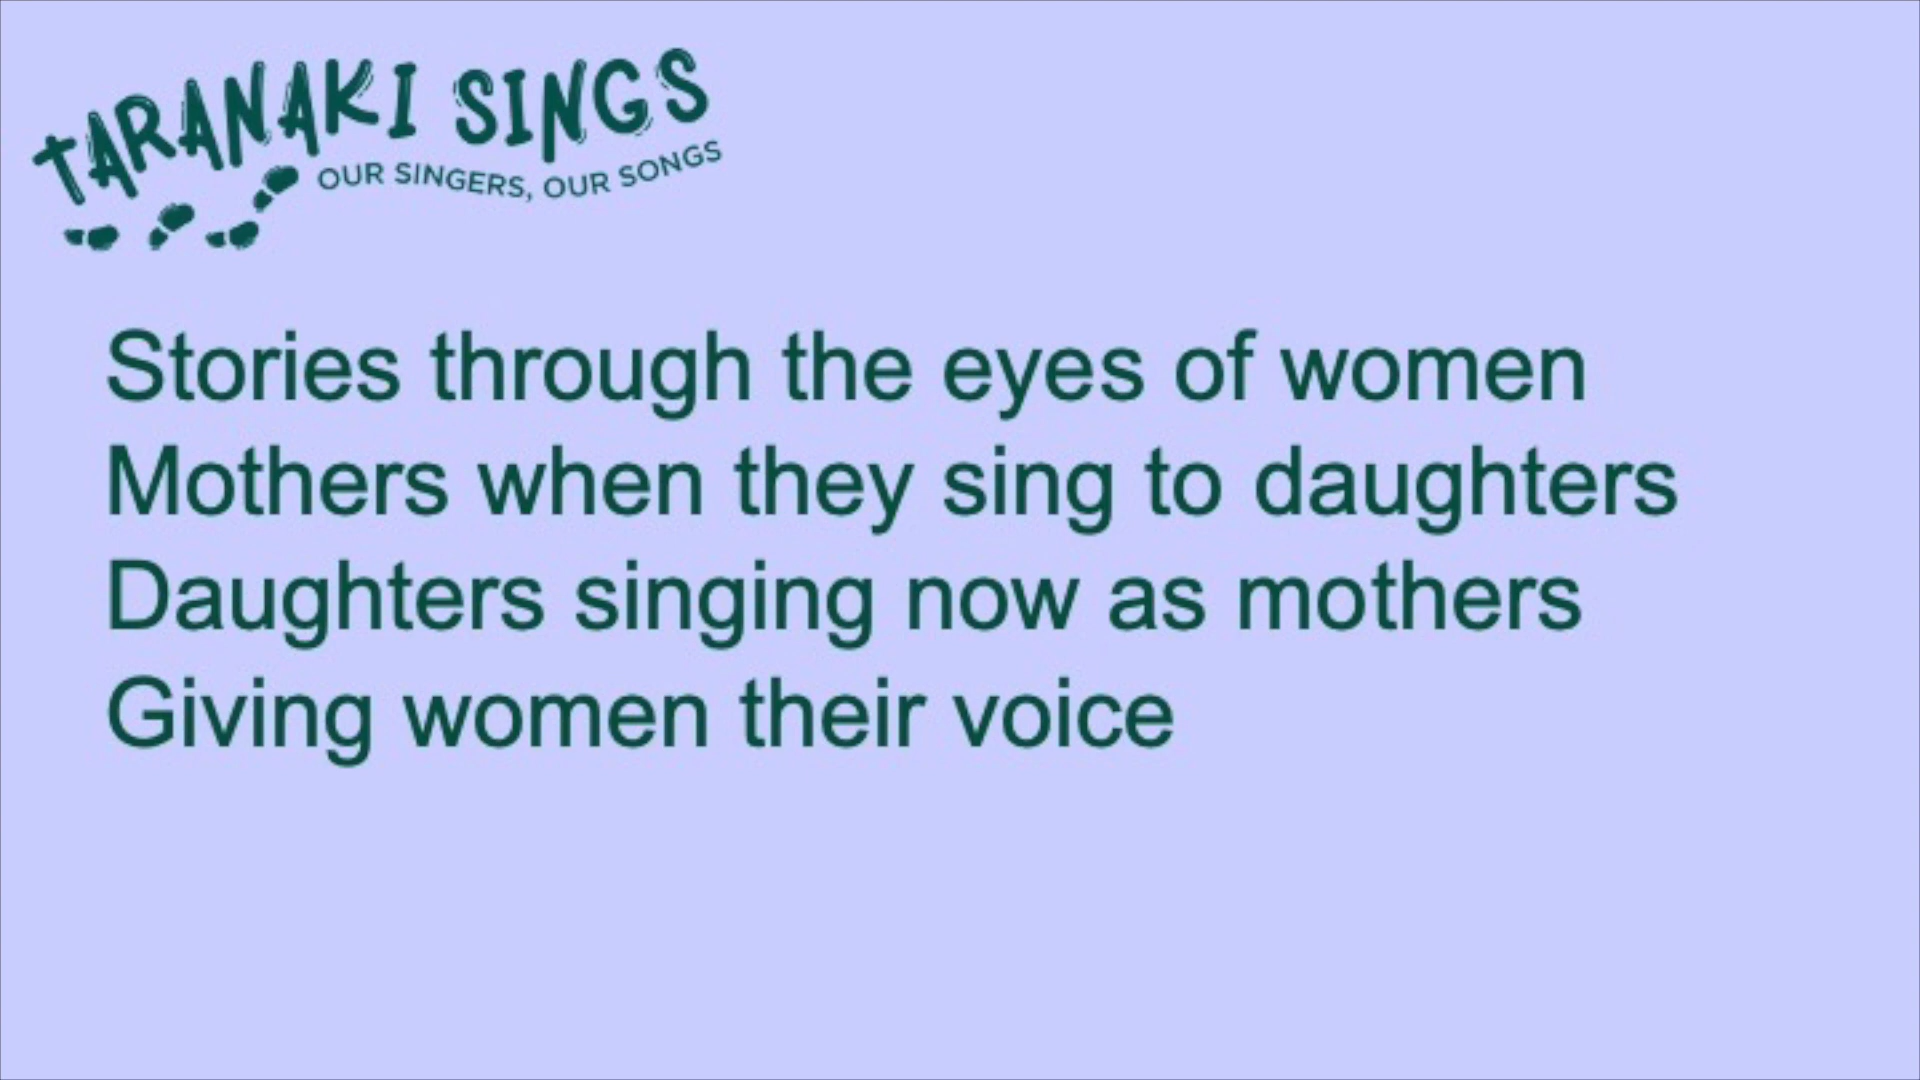 TARANAKI SINGS
OUR SINGERS, OUR SONGS
Stories through the eyes of women
Mothers when they sing to daughters
Daughters singing now as mothers
Giving women their voice